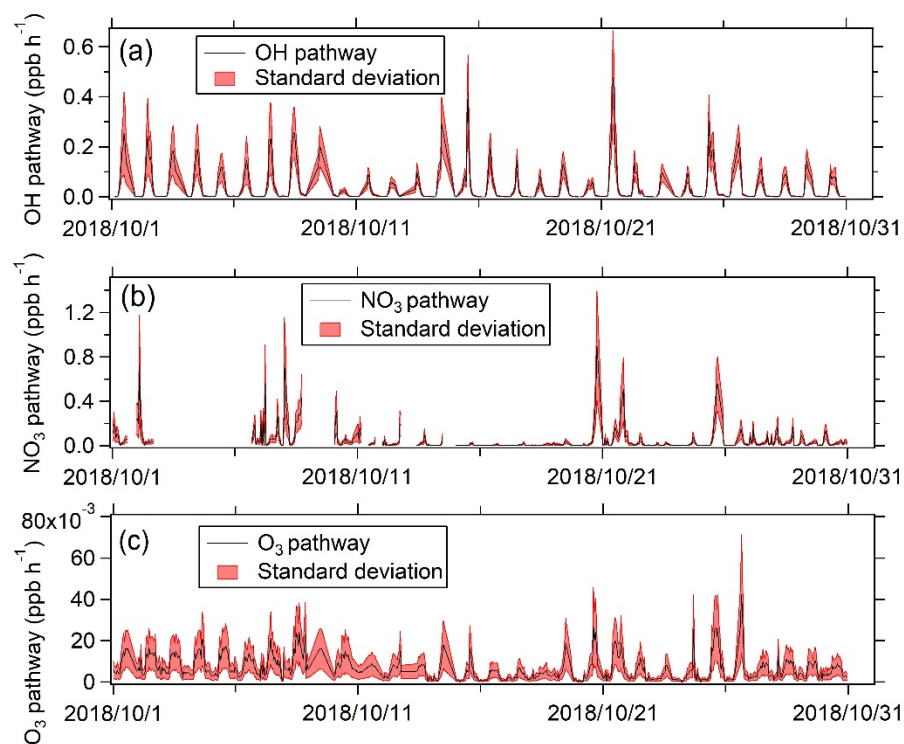 (a)
OH pathway
Standard deviation
OH pathway (ppb h⁻¹)
0.6
0.4
0.2
0.0
2018/10/1 2018/10/11 2018/10/21 2018/10/31
(b)
NO₃ pathway
Standard deviation
NO₃ pathway (ppb h⁻¹)
1.2
0.8
0.4
0.0
2018/10/1 2018/10/11 2018/10/21 2018/10/31
80x10⁻³
(c)
O₃ pathway
Standard deviation
O₃ pathway (ppb h⁻¹)
60
40
20
0
2018/10/1 2018/10/11 2018/10/21 2018/10/31